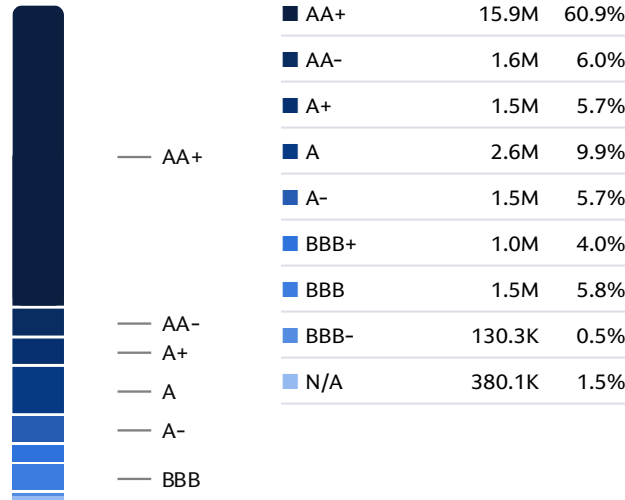 AA+
AA-
A+
A
A-
BBB
AA+ 15.9M 60.9%
AA- 1.6M 6.0%
A+ 1.5M 5.7%
A 2.6M 9.9%
A- 1.5M 5.7%
BBB+ 1.0M 4.0%
BBB 1.5M 5.8%
BBB- 130.3K 0.5%
N/A 380.1K 1.5%